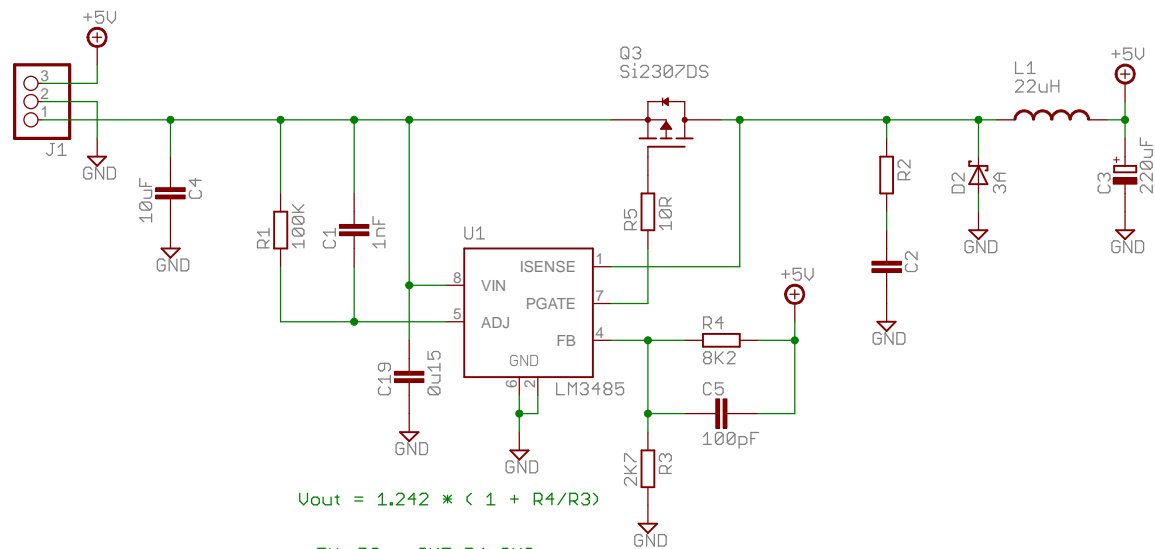 +5V
3
2
1
J1
GND
10uF
C4
GND
R1
100K
C1
1nF
Q3
Si2307DS
R5
10R
U1
ISENSE
1
8
VIN
PGATE
7
5
ADJ
FB
4
GND
6
2
LM3485
GND
C19
0u15
GND
+5V
R4
8K2
C5
100pF
2K7
R3
GND
R2
C2
GND
D2
3A
GND
L1
22uH
+5V
+
C3
220uF
GND
Vout = 1.242 * ( 1 + R4/R3)